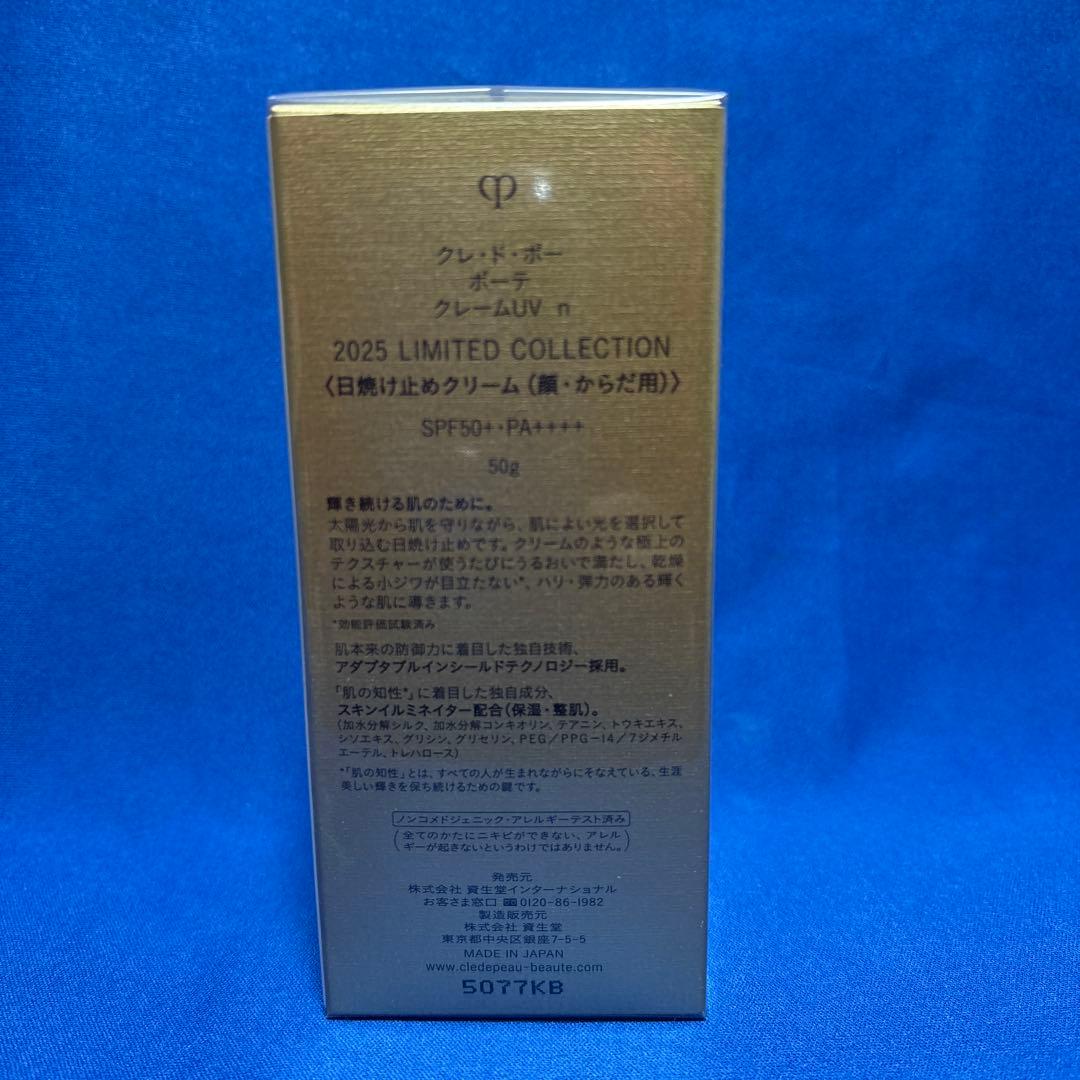 クレ・ド・ポー
ボーテ
クレームUV n
2025 LIMITED COLLECTION
〈日焼け止めクリーム（顔・からだ用）〉
SPF50+・PA++++
50g
輝き続ける肌のために。
太陽光から肌を守りながら、肌によい光を選択して
取り込む日焼け止めです。クリームのような極上の
テクスチャーが使うたびにうるおいで満たし、乾燥
による小ジワが目立たない*、ハリ・弾力のある輝く
ような肌に導きます。
*効能評価試験済み
肌本来の防御力に着目した独自技術、
アダプタブルインシールドテクノロジー採用。
「肌の知性*」に着目した独自成分、
スキンイルミネイター配合（保湿・整肌）。
（加水分解シルク、加水分解コンキオリン、テアニン、トウキエキス、
シソエキス、グリシン、グリセリン、PEG／PPG－14／7ジメチル
エーテル、トレハロース）
*「肌の知性」とは、すべての人が生まれながらにそなえている、生涯
美しい輝きを保ち続けるための鍵です。
ノンコメドジェニック・アレルギーテスト済み
（全てのかたにニキビができない、アレル
ギーが起きないというわけではありません。）
発売元
株式会社 資生堂インターナショナル
お客さま窓口 0120-86-1982
製造販売元
株式会社 資生堂
東京都中央区銀座7-5-5
MADE IN JAPAN
www.cledepeau-beaute.com
5077KB